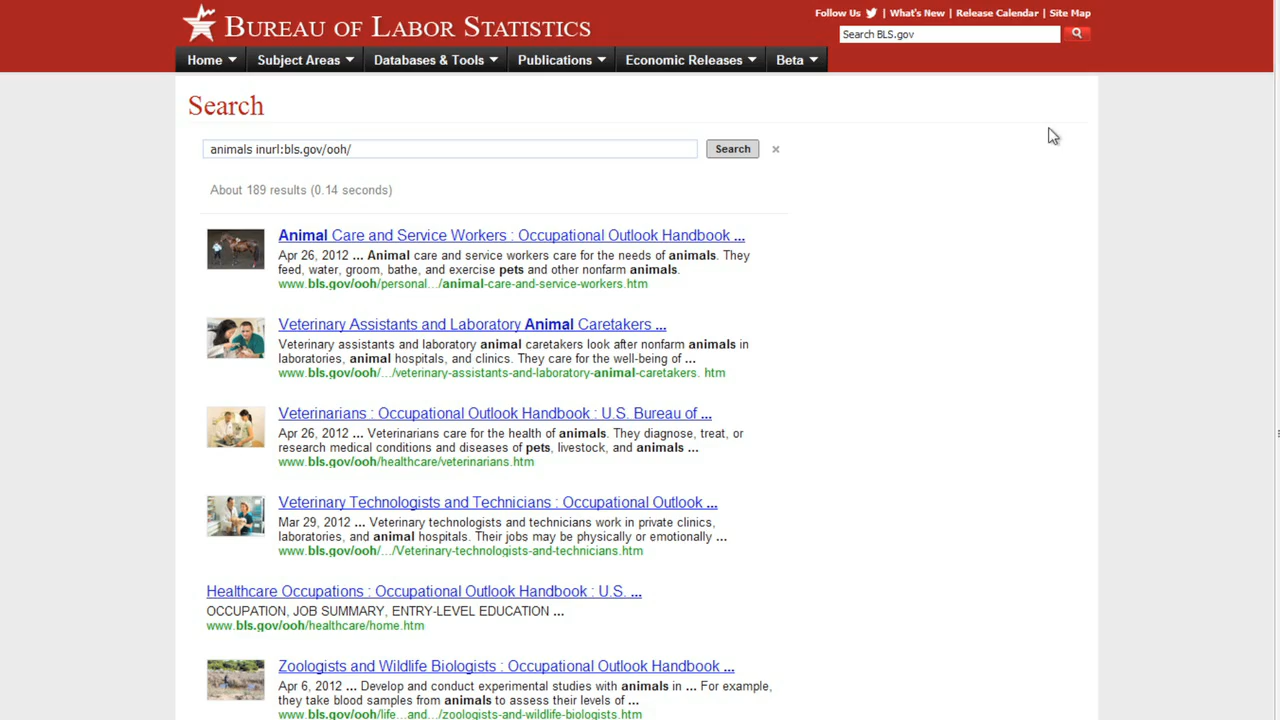 BUREAU OF LABOR STATISTICS
Follow Us | What's New | Release Calendar | Site Map
Search BLS.gov
Home Subject Areas Databases & Tools Publications Economic Releases Beta
Search
animals inurl:bls.gov/ooh/ Search ×
About 189 results (0.14 seconds)
Animal Care and Service Workers : Occupational Outlook Handbook ...
Apr 26, 2012 ... Animal care and service workers care for the needs of animals. They
feed, water, groom, bathe, and exercise pets and other nonfarm animals.
www.bls.gov/ooh/personal.../animal-care-and-service-workers.htm
Veterinary Assistants and Laboratory Animal Caretakers ...
Veterinary assistants and laboratory animal caretakers look after nonfarm animals in
laboratories, animal hospitals, and clinics. They care for the well-being of ...
www.bls.gov/ooh/.../veterinary-assistants-and-laboratory-animal-caretakers. htm
Veterinarians : Occupational Outlook Handbook : U.S. Bureau of ...
Apr 26, 2012 ... Veterinarians care for the health of animals. They diagnose, treat, or
research medical conditions and diseases of pets, livestock, and animals ...
www.bls.gov/ooh/healthcare/veterinarians.htm
Veterinary Technologists and Technicians : Occupational Outlook ...
Mar 29, 2012 ... Veterinary technologists and technicians work in private clinics,
laboratories, and animal hospitals. Their jobs may be physically or emotionally ...
www.bls.gov/ooh/.../Veterinary-technologists-and-technicians.htm
Healthcare Occupations : Occupational Outlook Handbook : U.S. ...
OCCUPATION, JOB SUMMARY, ENTRY-LEVEL EDUCATION ...
www.bls.gov/ooh/healthcare/home.htm
Zoologists and Wildlife Biologists : Occupational Outlook Handbook ...
Apr 6, 2012 ... Develop and conduct experimental studies with animals in ... For example,
they take blood samples from animals to assess their levels of ...
www.bls.gov/ooh/life...and.../zoologists-and-wildlife-biologists.htm